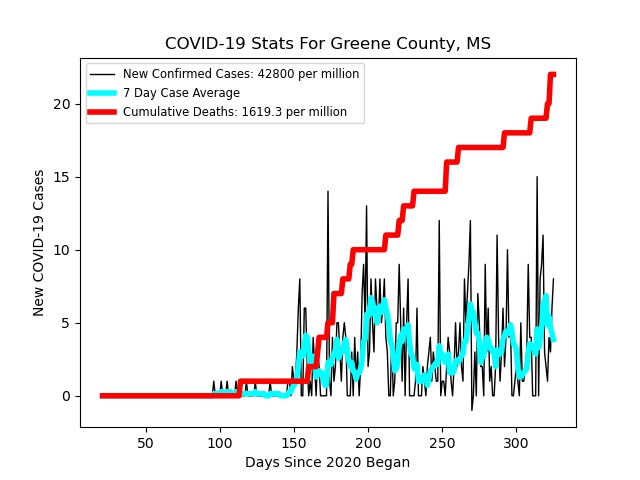 COVID-19 Stats For Greene County, MS
New Confirmed Cases: 42800 per million
7 Day Case Average
Cumulative Deaths: 1619.3 per million
New COVID-19 Cases
20
15
10
5
0
50 100 150 200 250 300
Days Since 2020 Began